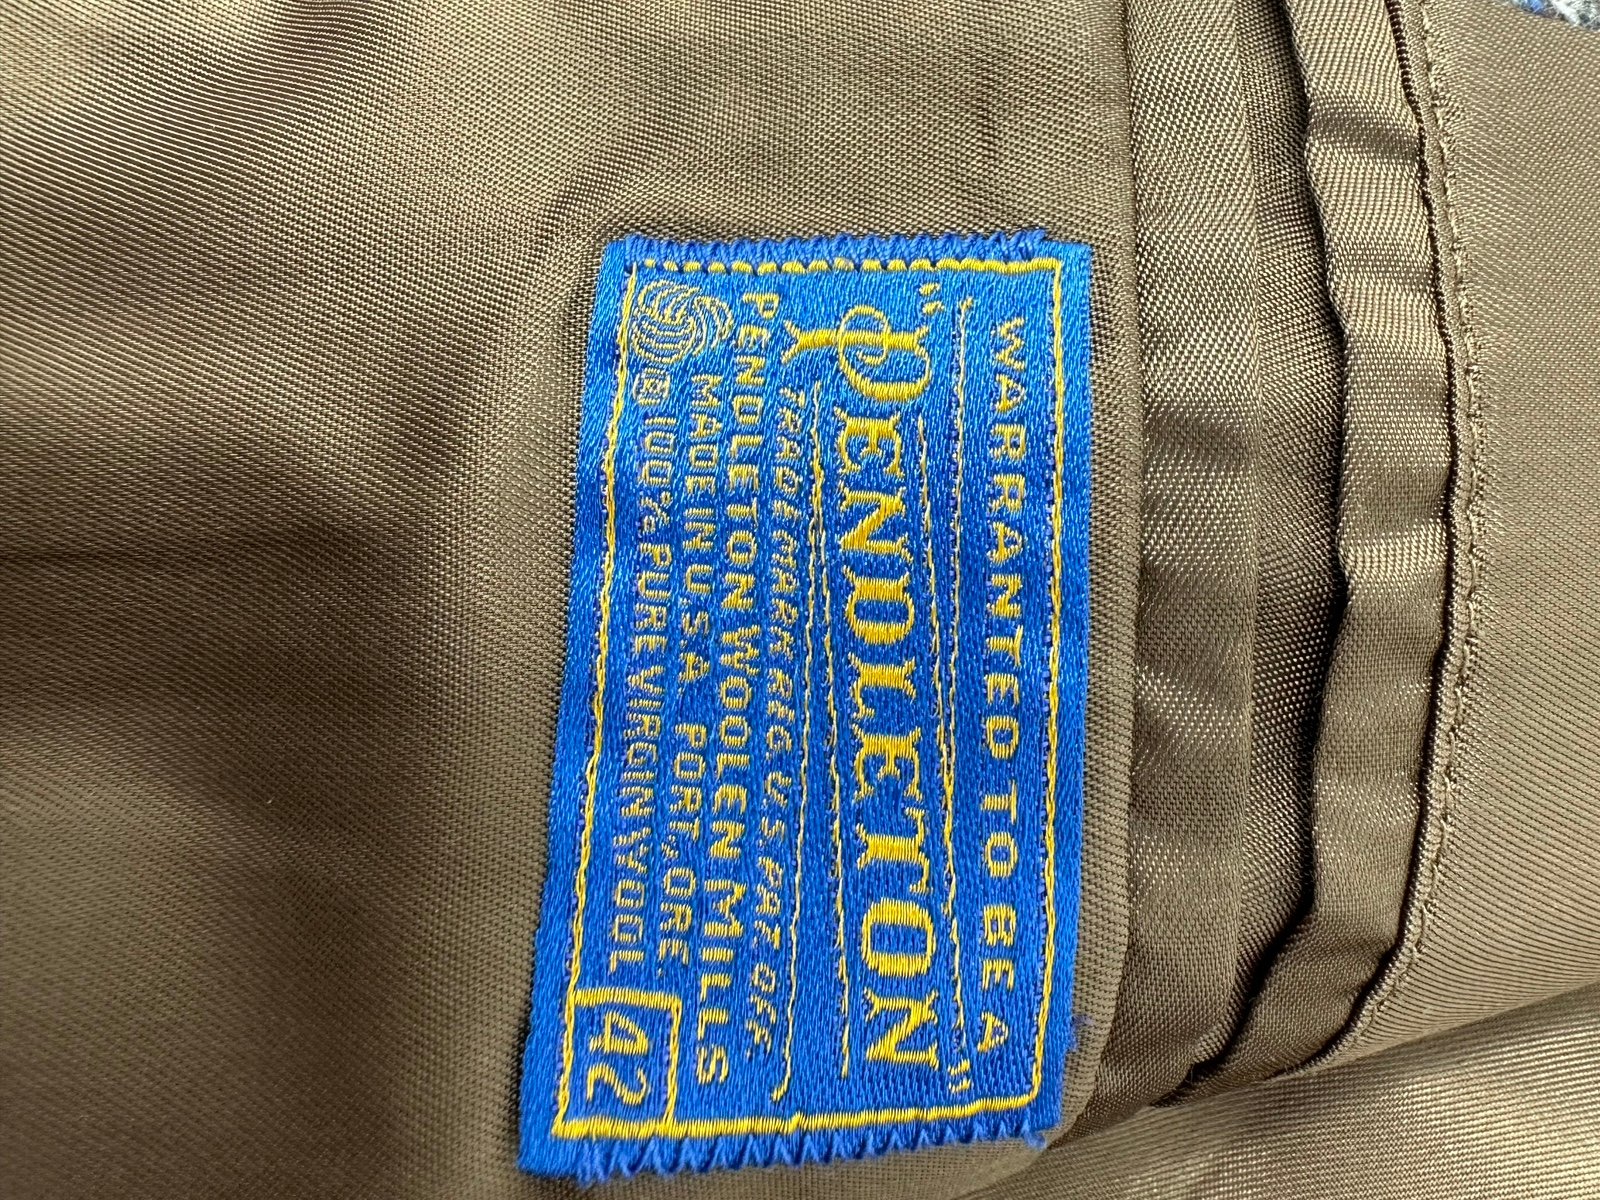 WARRANTED TO BE A
"PENDLETON"
TRADE MARK REG. U.S. PAT. OFF.
PENDLETON WOOLEN MILLS
MADE IN U.S.A. PORT., ORE.
® 100% PURE VIRGIN WOOL
42